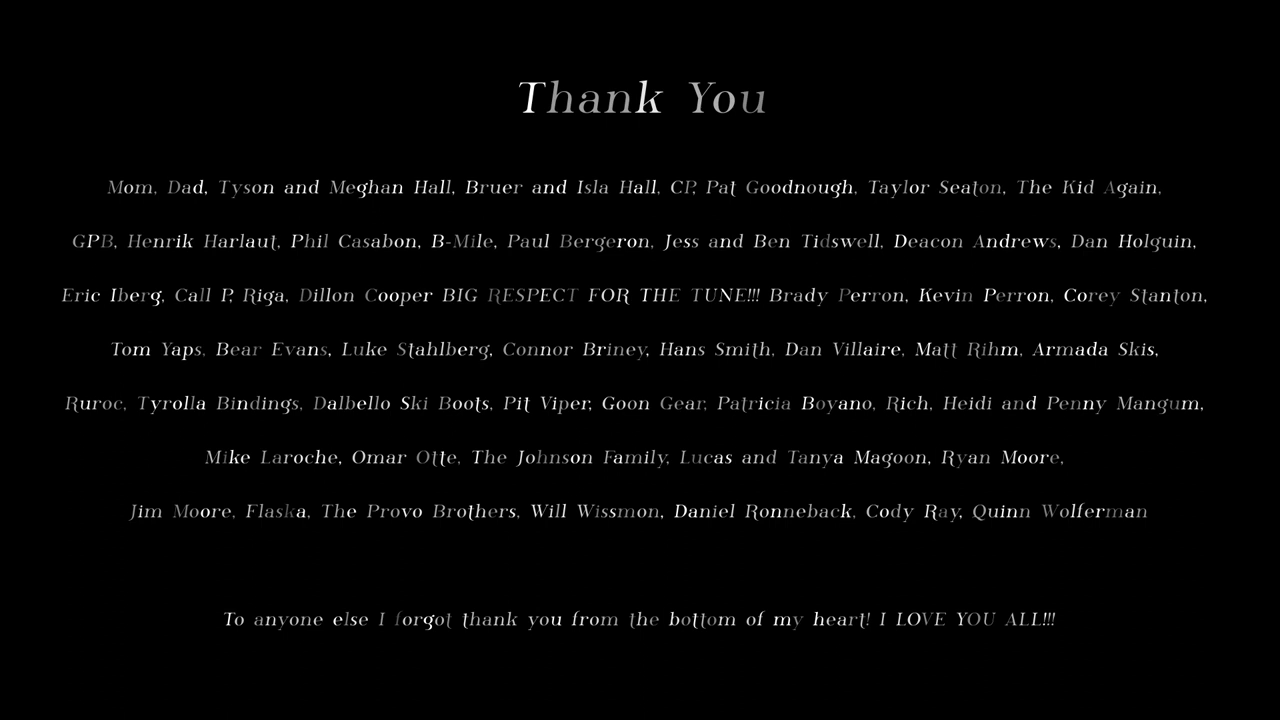 Thank You
Mom, Dad, Tyson and Meghan Hall, Bruer and Isla Hall, CP, Pat Goodnough, Taylor Seaton, The Kid Again,
GPB, Henrik Harlaut, Phil Casabon, B-Mile, Paul Bergeron, Jess and Ben Tidswell, Deacon Andrews, Dan Holguin,
Eric Iberg, Call P. Riga, Dillon Cooper BIG RESPECT FOR THE TUNE!!! Brady Perron, Kevin Perron, Corey Stanton,
Tom Yaps, Bear Evans, Luke Stahlberg, Connor Briney, Hans Smith, Dan Villaire, Matt Rihm, Armada Skis,
Ruroc, Tyrolla Bindings, Dalbello Ski Boots, Pit Viper, Goon Gear, Patricia Boyano, Rich, Heidi and Penny Mangum,
Mike Laroche, Omar Otte, The Johnson Family, Lucas and Tanya Magoon, Ryan Moore,
Jim Moore, Flaska, The Provo Brothers, Will Wissmon, Daniel Ronneback, Cody Ray, Quinn Wolferman
To anyone else I forgot thank you from the bottom of my heart! I LOVE YOU ALL!!!